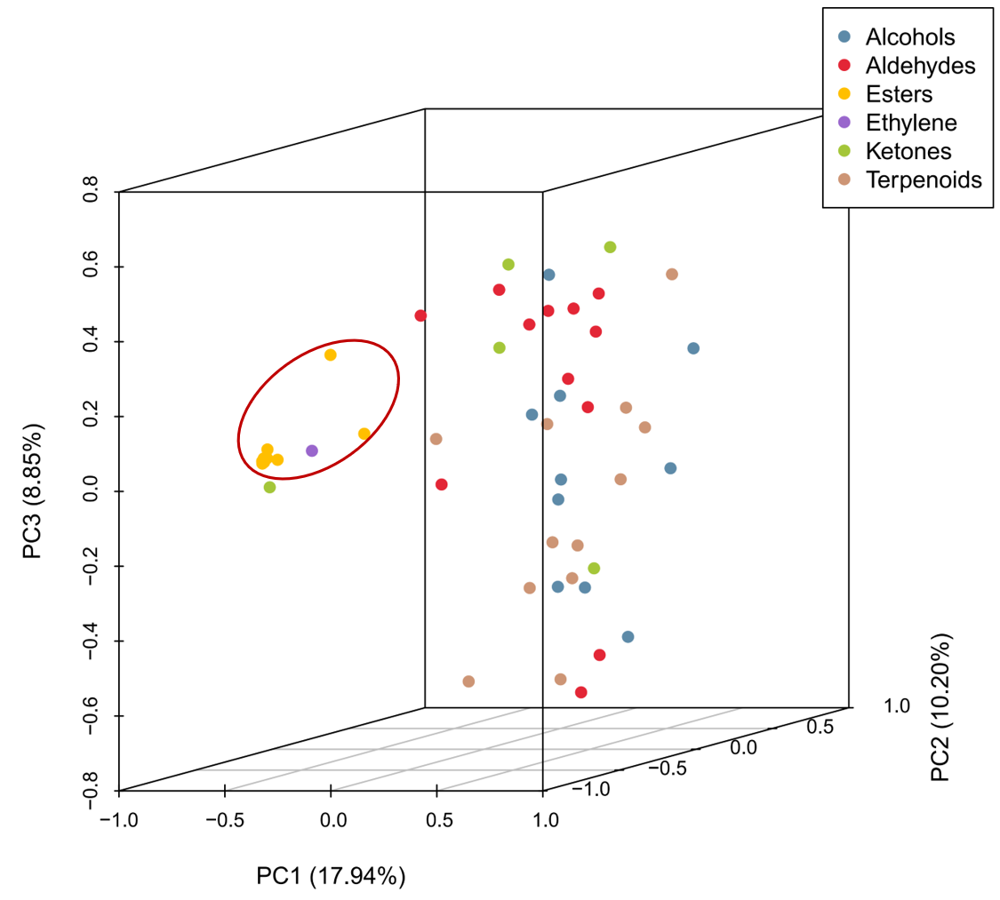 Alcohols
Aldehydes
Esters
Ethylene
Ketones
Terpenoids
0.8
0.6
0.4
0.2
0.0
−0.2
−0.4
−0.6
−0.8
PC3 (8.85%)
−1.0
−0.5
0.0
0.5
1.0
PC1 (17.94%)
−1.0
−0.5
0.0
0.5
1.0
PC2 (10.20%)